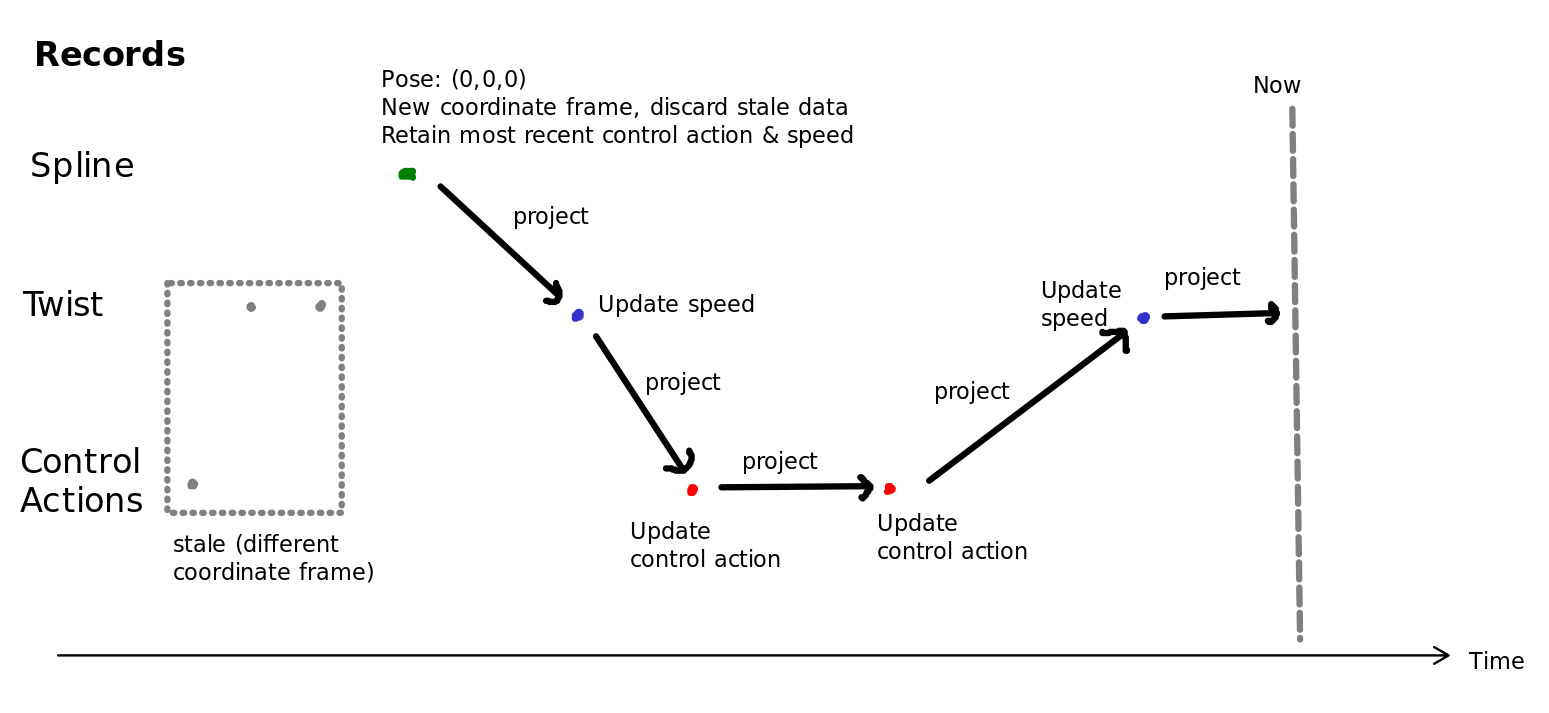 Records
Pose: (0,0,0)
New coordinate frame, discard stale data
Retain most recent control action & speed
Now
Spline
project
Twist
Update speed
Update
speed
project
project
project
Control
Actions
project
Update
control action
Update
control action
stale (different
coordinate frame)
Time